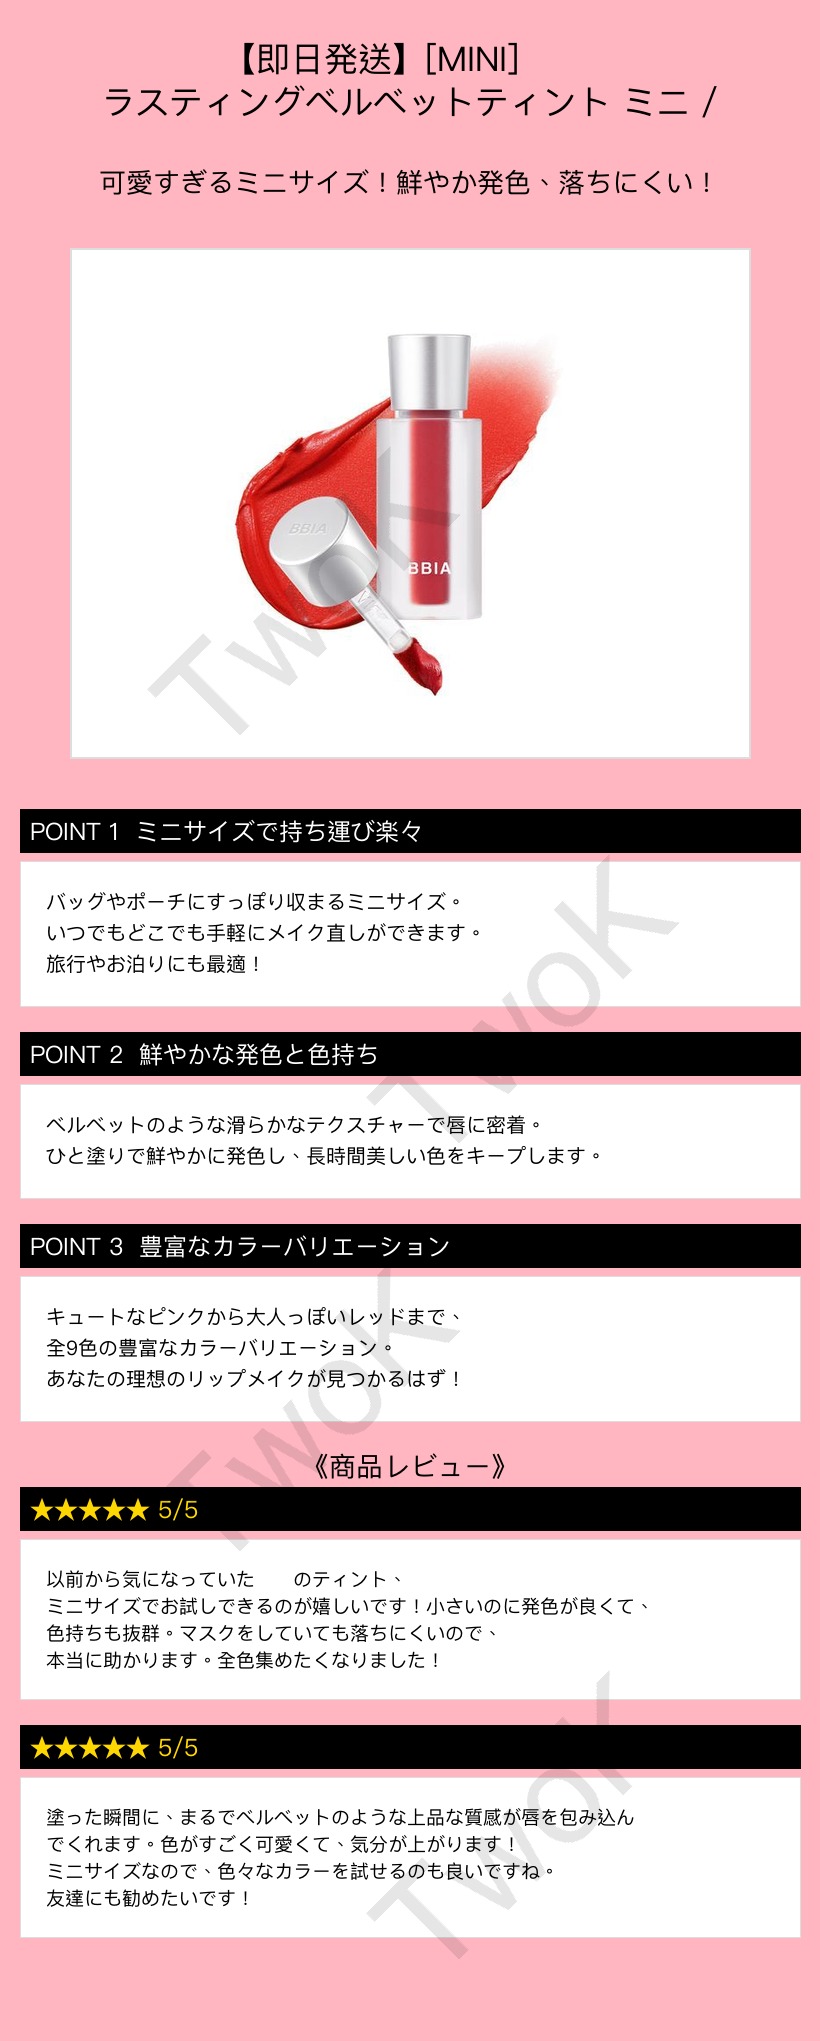 【即日発送】[MINI]
ラスティングベルベットティント ミニ /
可愛すぎるミニサイズ！鮮やか発色、落ちにくい！
BBIA
BBIA
TwoK
POINT 1 ミニサイズで持ち運び楽々
バッグやポーチにすっぽり収まるミニサイズ。
いつでもどこでも手軽にメイク直しができます。
旅行やお泊りにも最適！
TwoK
POINT 2 鮮やかな発色と色持ち
ベルベットのような滑らかなテクスチャーで唇に密着。
ひと塗りで鮮やかに発色し、長時間美しい色をキープします。
POINT 3 豊富なカラーバリエーション
キュートなピンクから大人っぽいレッドまで、
全9色の豊富なカラーバリエーション。
あなたの理想のリップメイクが見つかるはず！
TwoK
《商品レビュー》
★★★★★ 5/5
以前から気になっていた　　のティント、
ミニサイズでお試しできるのが嬉しいです！小さいのに発色が良くて、
色持ちも抜群。マスクをしていても落ちにくいので、
本当に助かります。全色集めたくなりました！
★★★★★ 5/5
塗った瞬間に、まるでベルベットのような上品な質感が唇を包み込ん
でくれます。色がすごく可愛くて、気分が上がります！
ミニサイズなので、色々なカラーを試せるのも良いですね。
友達にも勧めたいです！
TwoK